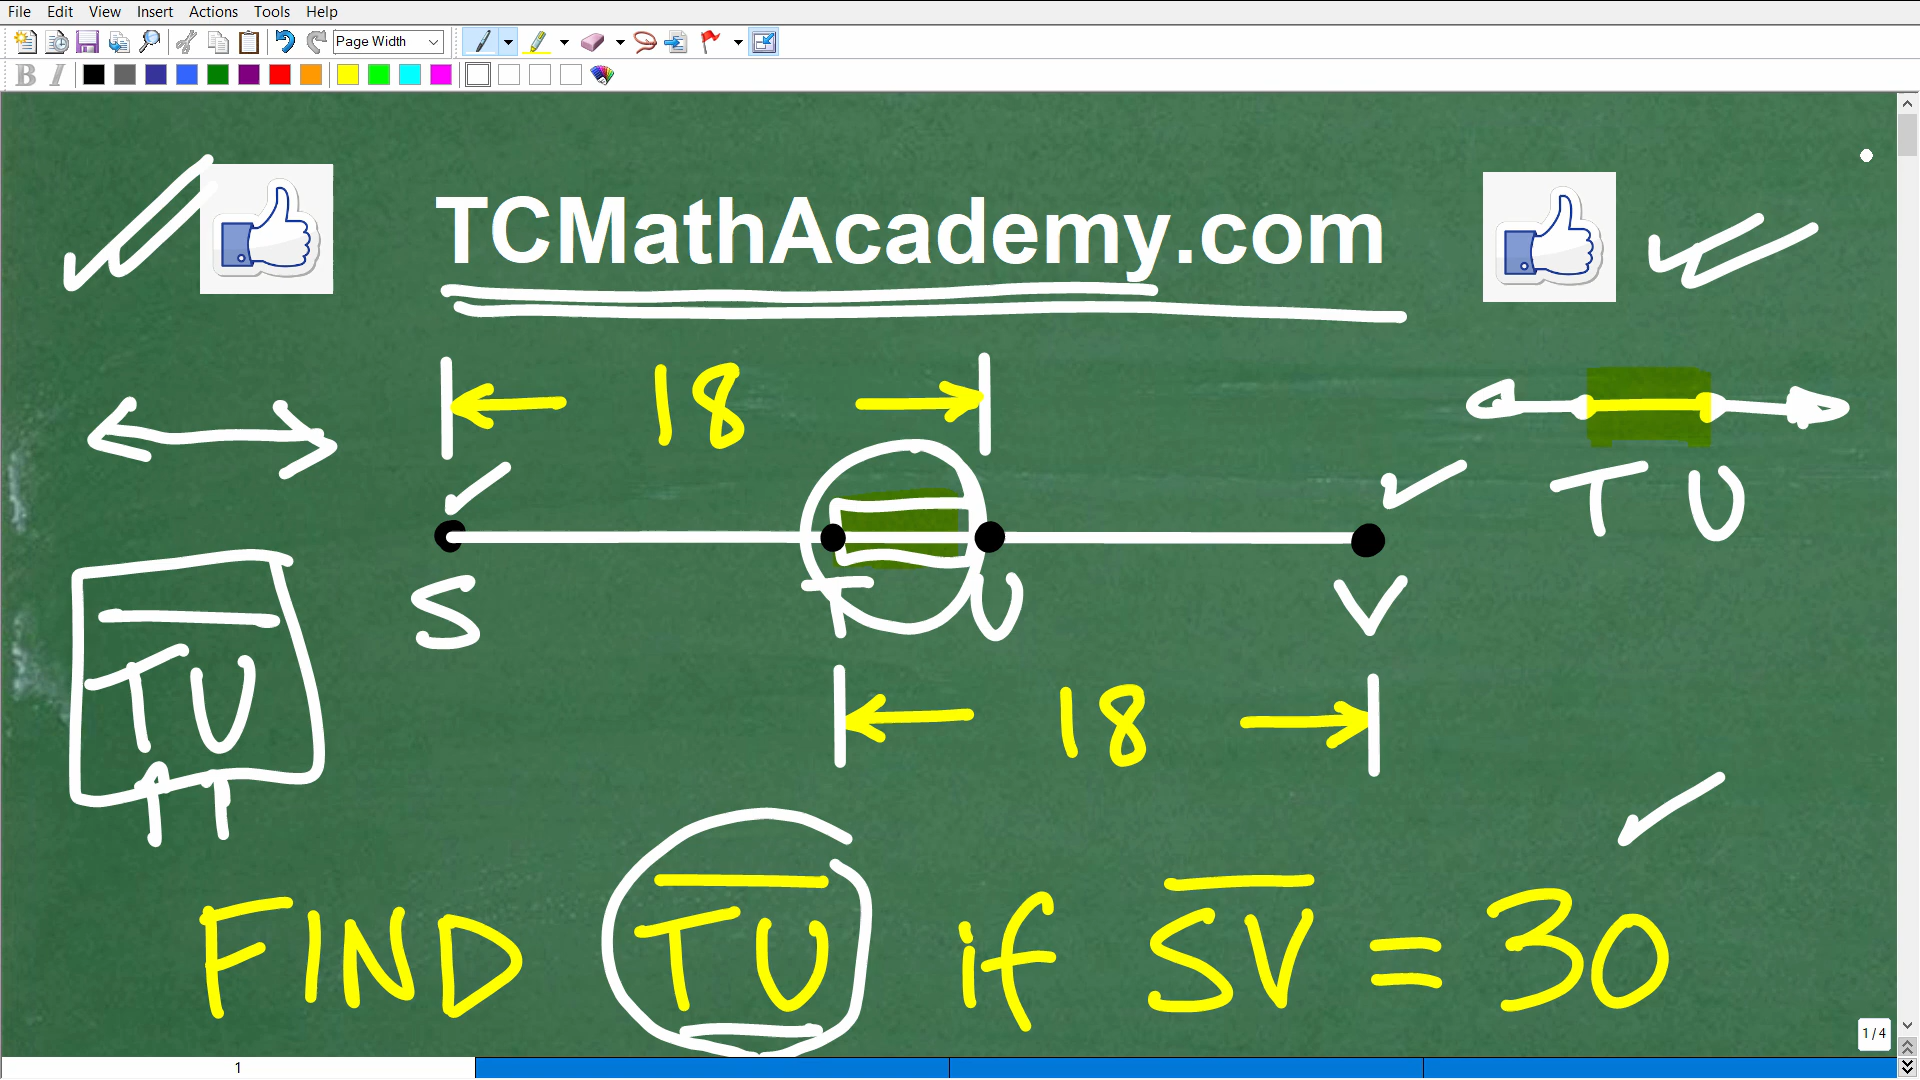 File Edit View Insert Actions Tools Help
Page Width
B I
TCMathAcademy.com
18
S T U V
T U
TU
18
FIND TU if SV = 30
1 / 4
1